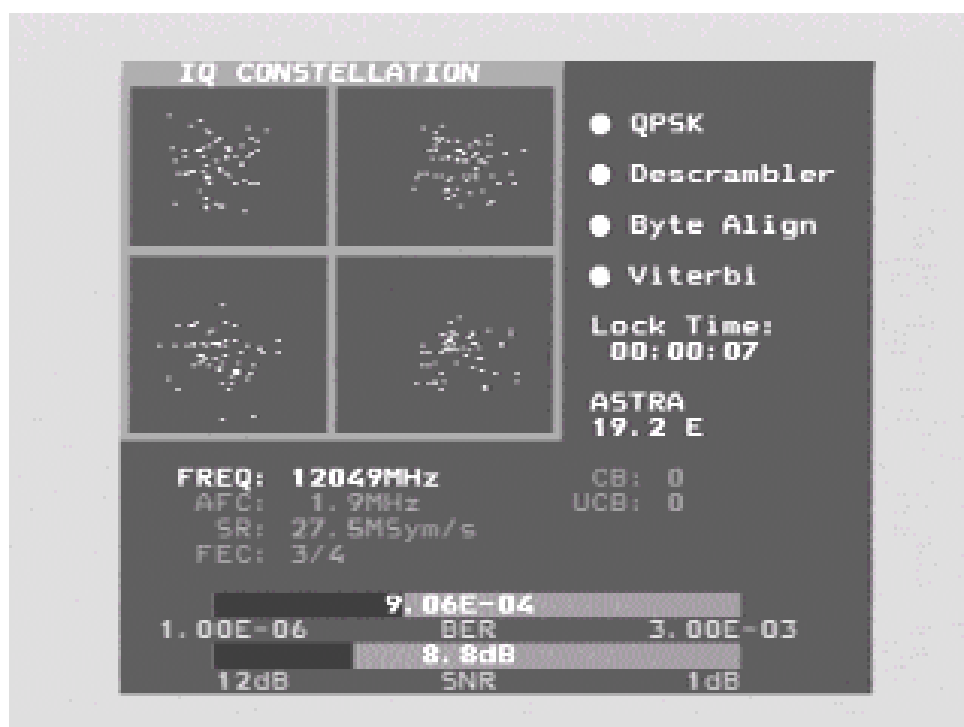 IQ CONSTELLATION
QPSK
Descrambler
Byte Align
Viterbi
Lock Time:
00:00:07
ASTRA
19.2 E
FREQ: 12049MHz
AFC: 1.9MHz
SR: 27.5MSym/s
FEC: 3/4
CB: 0
UCB: 0
9.06E-04
1.00E-06 BER 3.00E-03
8.8dB
12dB SNR 1dB